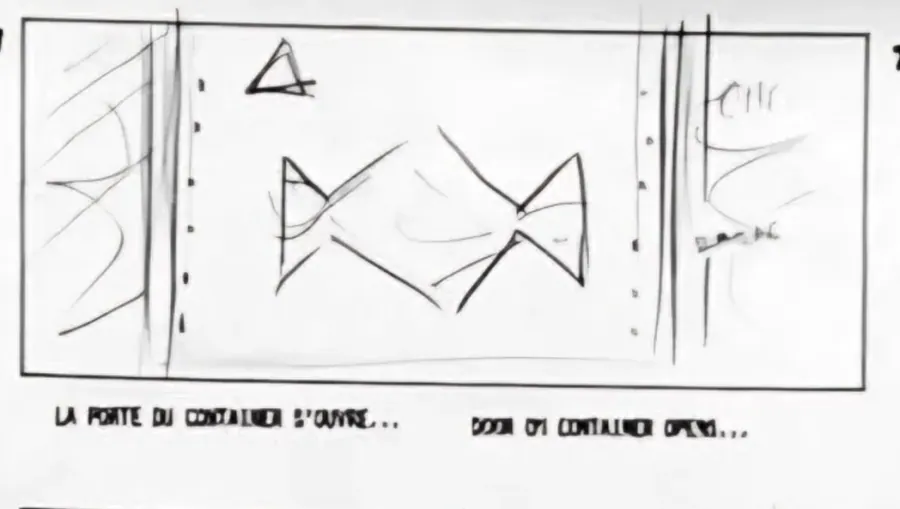 LA PORTE DU CONTAINER S'OUVRE...
DOOR OF CONTAINER OPENS...